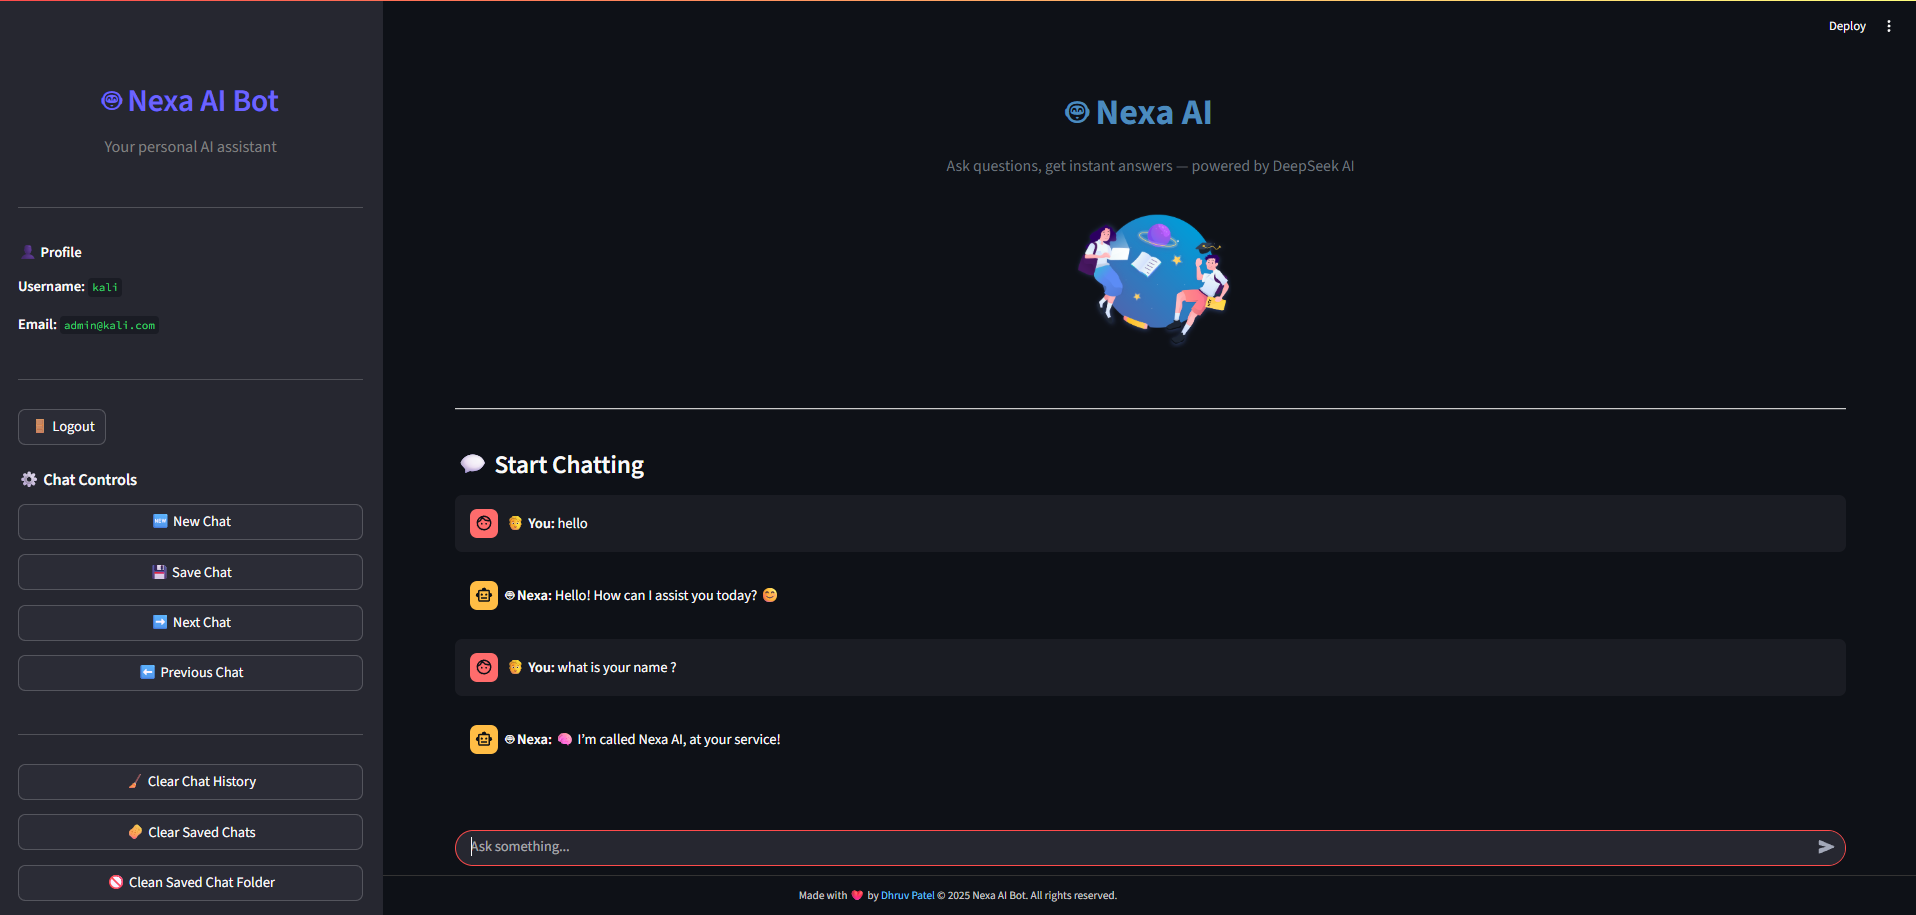 Deploy
Nexa AI Bot
Your personal AI assistant
Profile
Username: kali
Email: admin@kali.com
Logout
Chat Controls
New Chat
Save Chat
Next Chat
Previous Chat
Clear Chat History
Clear Saved Chats
Clean Saved Chat Folder
Nexa AI
Ask questions, get instant answers — powered by DeepSeek AI
Start Chatting
You: hello
Nexa: Hello! How can I assist you today? 😊
You: what is your name ?
Nexa: 🧠 I’m called Nexa AI, at your service!
Ask something...
Made with ❤️ by Dhruv Patel © 2025 Nexa AI Bot. All rights reserved.